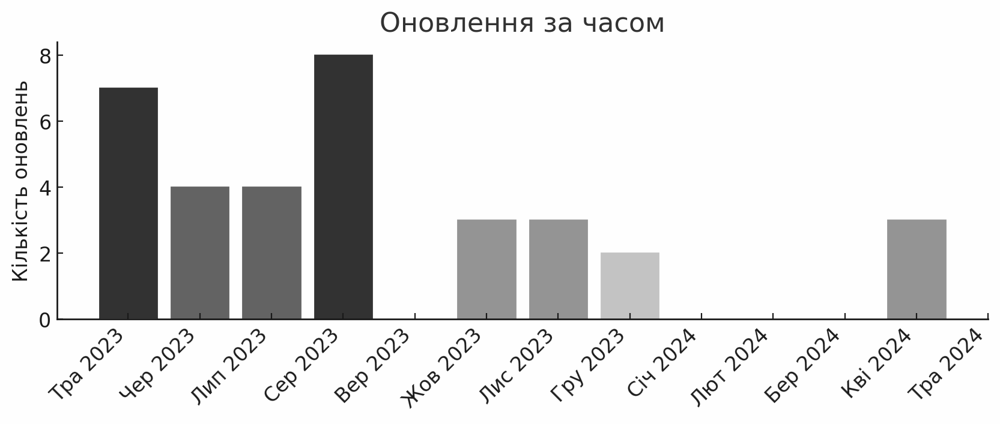 Оновлення за часом
Кількість оновлень
8
6
4
2
0
Тра 2023
Чер 2023
Лип 2023
Сер 2023
Вер 2023
Жов 2023
Лис 2023
Гру 2023
Січ 2024
Лют 2024
Бер 2024
Кві 2024
Тра 2024